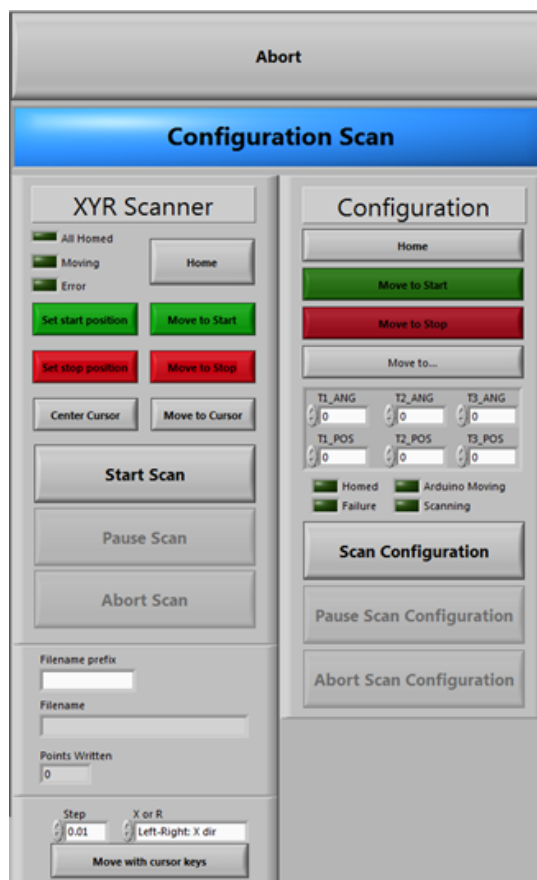 Abort
Configuration Scan
XYR Scanner
All Homed
Moving
Error
Home
Set start position
Move to Start
Set stop position
Move to Stop
Center Cursor
Move to Cursor
Start Scan
Pause Scan
Abort Scan
Filename prefix
Filename
Points Written
0
Step
X or R
0.01
Left-Right: X dir
Move with cursor keys
Configuration
Home
Move to Start
Move to Stop
Move to...
T1_ANG
T2_ANG
T3_ANG
0
0
0
T1_POS
T2_POS
T3_POS
0
0
0
Homed
Arduino Moving
Failure
Scanning
Scan Configuration
Pause Scan Configuration
Abort Scan Configuration